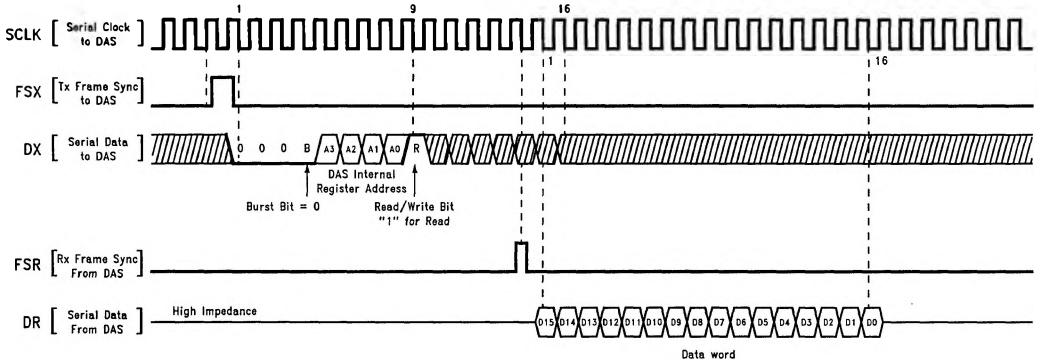 1 9 16
SCLK [ Serial Clock to DAS ]
1 16
FSX [ Tx Frame Sync to DAS ]
DX [ Serial Data to DAS ] 0 0 0 B A3 A2 A1 A0 R
DAS Internal
Register Address
Burst Bit = 0 Read/Write Bit
"1" for Read
FSR [ Rx Frame Sync From DAS ]
DR [ Serial Data From DAS ] High Impedance D15 D14 D13 D12 D11 D10 D9 D8 D7 D6 D5 D4 D3 D2 D1 D0
Data word